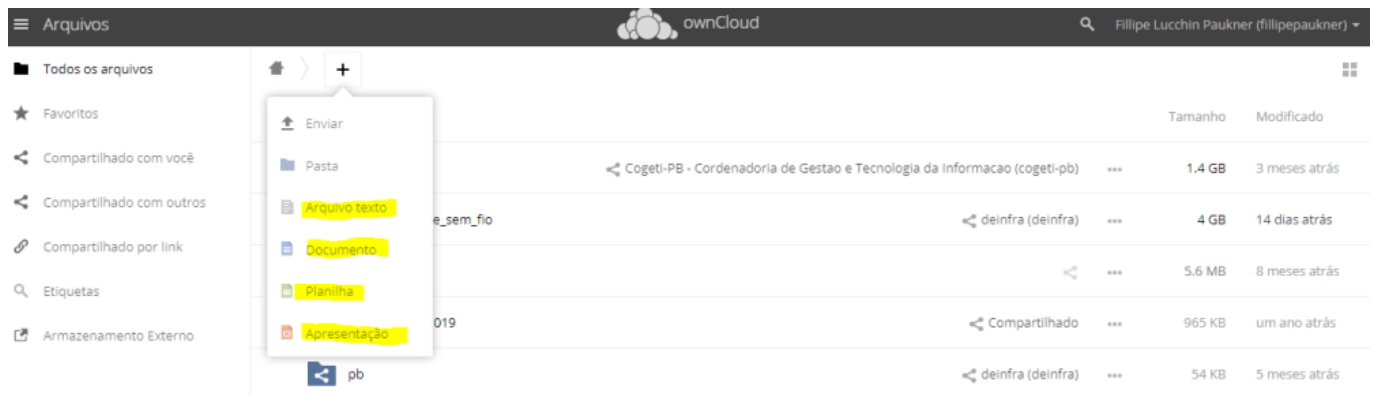 Arquivos
ownCloud
Fillipe Lucchin Paukner (fillipepaukner)
Todos os arquivos
Favoritos
Compartilhado com você
Compartilhado com outros
Compartilhado por link
Etiquetas
Armazenamento Externo
+
Enviar
Pasta
Arquivo texto
Documento
Planilha
Apresentação
Tamanho Modificado
Cogeti-PB - Cordenadoria de Gestao e Tecnologia da Informacao (cogeti-pb) ••• 1.4 GB 3 meses atrás
e_sem_fio deinfra (deinfra) ••• 4 GB 14 dias atrás
••• 5.6 MB 8 meses atrás
019 Compartilhado ••• 965 KB um ano atrás
pb deinfra (deinfra) ••• 54 KB 5 meses atrás